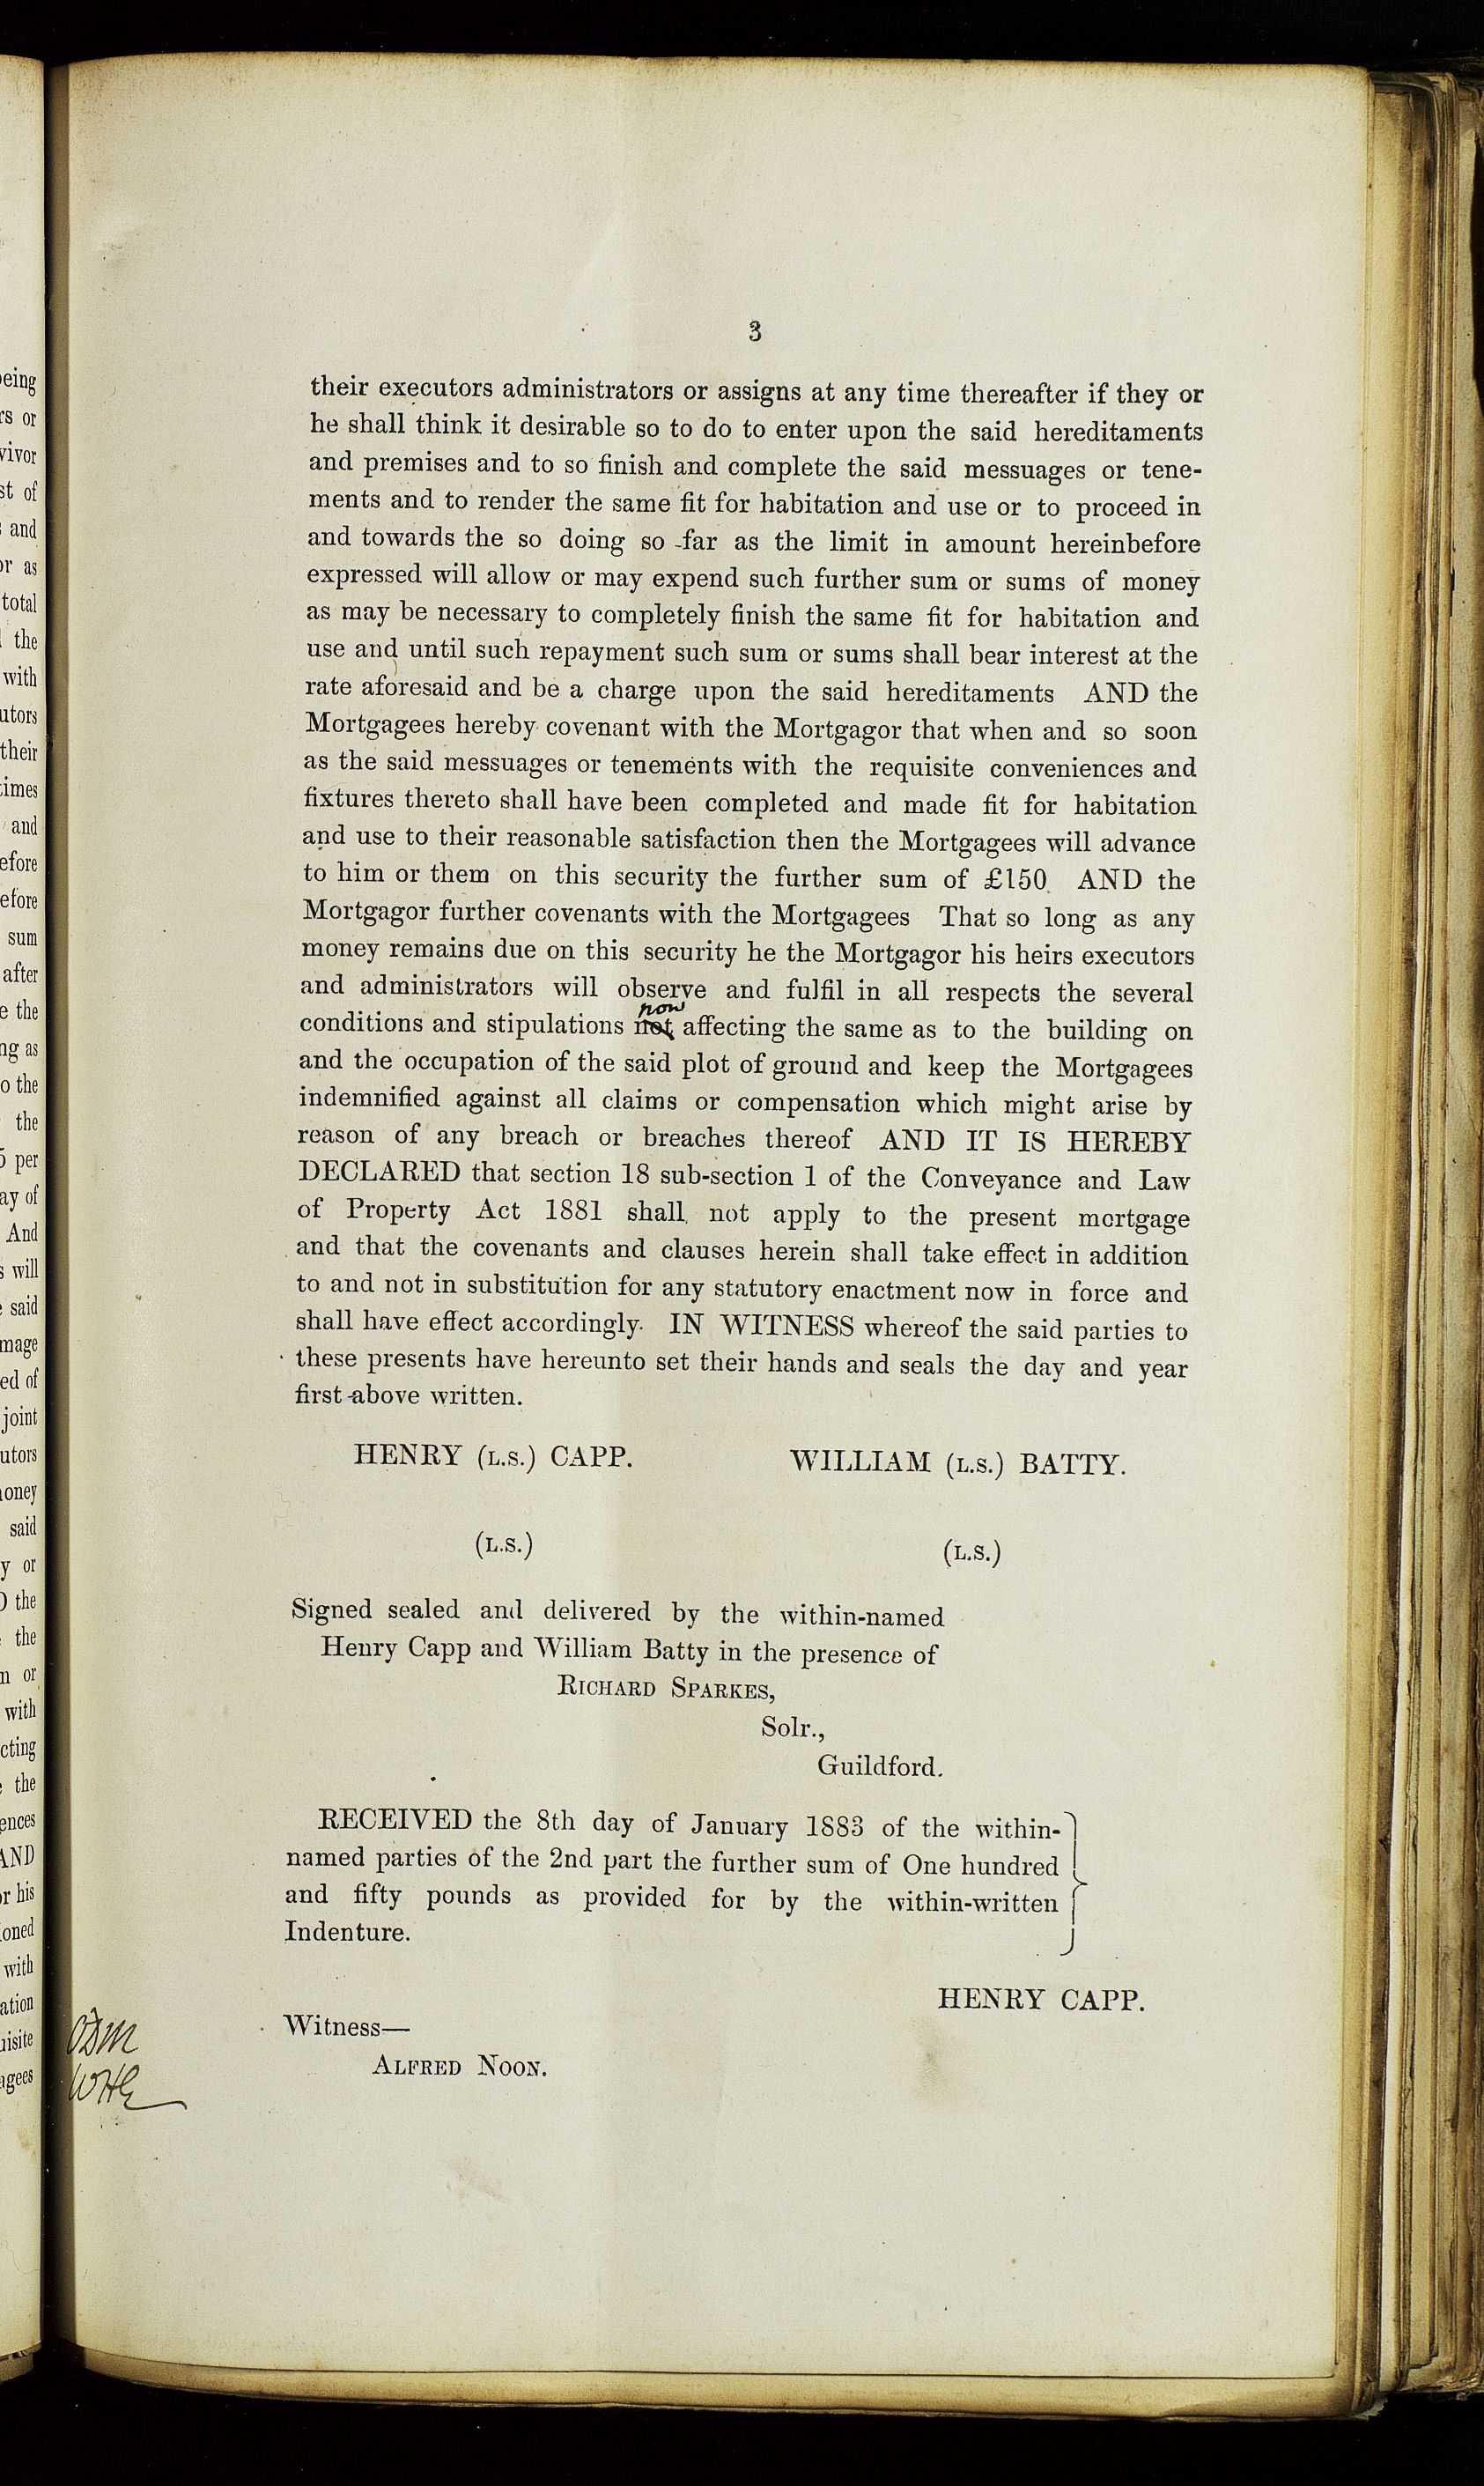 3
their executors administrators or assigns at any time thereafter if they or
he shall think it desirable so to do to enter upon the said hereditaments
and premises and to so finish and complete the said messuages or tene-
ments and to render the same fit for habitation and use or to proceed in
and towards the so doing so far as the limit in amount hereinbefore
expressed will allow or may expend such further sum or sums of money
as may be necessary to completely finish the same fit for habitation and
use and until such repayment such sum or sums shall bear interest at the
rate aforesaid and be a charge upon the said hereditaments AND the
Mortgagees hereby covenant with the Mortgagor that when and so soon
as the said messuages or tenements with the requisite conveniences and
fixtures thereto shall have been completed and made fit for habitation
and use to their reasonable satisfaction then the Mortgagees will advance
to him or them on this security the further sum of £150 AND the
Mortgagor further covenants with the Mortgagees That so long as any
money remains due on this security he the Mortgagor his heirs executors
and administrators will observe and fulfil in all respects the several
now
conditions and stipulations not affecting the same as to the building on
and the occupation of the said plot of ground and keep the Mortgagees
indemnified against all claims or compensation which might arise by
reason of any breach or breaches thereof AND IT IS HEREBY
DECLARED that section 18 sub-section 1 of the Conveyance and Law
of Property Act 1881 shall not apply to the present mortgage
and that the covenants and clauses herein shall take effect in addition
to and not in substitution for any statutory enactment now in force and
shall have effect accordingly. IN WITNESS whereof the said parties to
these presents have hereunto set their hands and seals the day and year
first above written.
HENRY (L.S.) CAPP. WILLIAM (L.S.) BATTY.
(L.S.) (L.S.)
Signed sealed and delivered by the within-named
Henry Capp and William Batty in the presence of
RICHARD SPARKES,
Solr.,
Guildford.
RECEIVED the 8th day of January 1883 of the within-
named parties of the 2nd part the further sum of One hundred
and fifty pounds as provided for by the within-written
Indenture.
HENRY CAPP.
Witness—
ALFRED NOON.